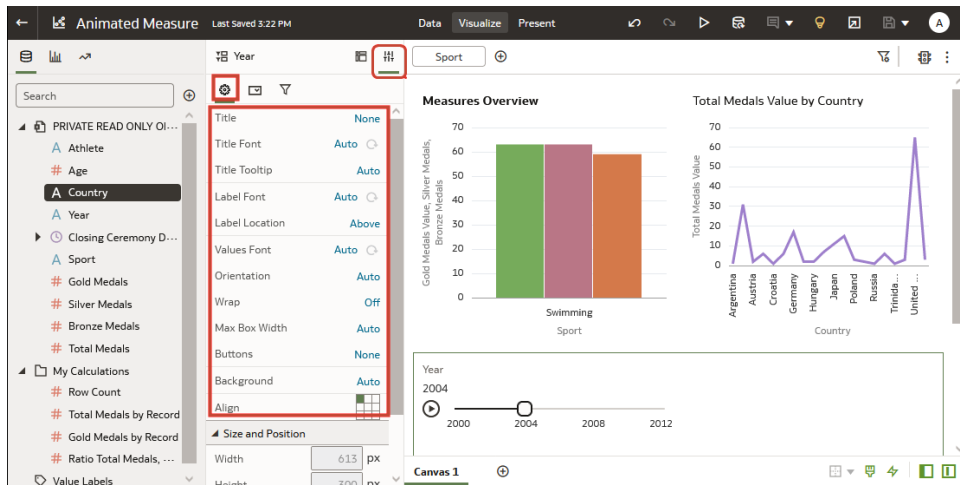 Animated Measure Last Saved 3:22 PM Data Visualize Present A
Year Sport
Search
PRIVATE READ ONLY Ol···
A Athlete
# Age
A Country
A Year
Closing Ceremony D···
A Sport
# Gold Medals
# Silver Medals
# Bronze Medals
# Total Medals
My Calculations
# Row Count
# Total Medals by Record
# Gold Medals by Record
# Ratio Total Medals, ···
Value Labels
Title None
Title Font Auto
Title Tooltip Auto
Label Font Auto
Label Location Above
Values Font Auto
Orientation Auto
Wrap Off
Max Box Width Auto
Buttons None
Background Auto
Align
Size and Position
Width 613 px
Height 300 px
Measures Overview
Gold Medals Value, Silver Medals,
Bronze Medals
70
60
50
40
30
20
10
0
Swimming
Sport
Total Medals Value by Country
Total Medals Value
70
60
50
40
30
20
10
0
Argentina
Austria
Croatia
Germany
Hungary
Japan
Poland
Russia
Trinida...
United ...
Country
Year
2004
2000 2004 2008 2012
Canvas 1